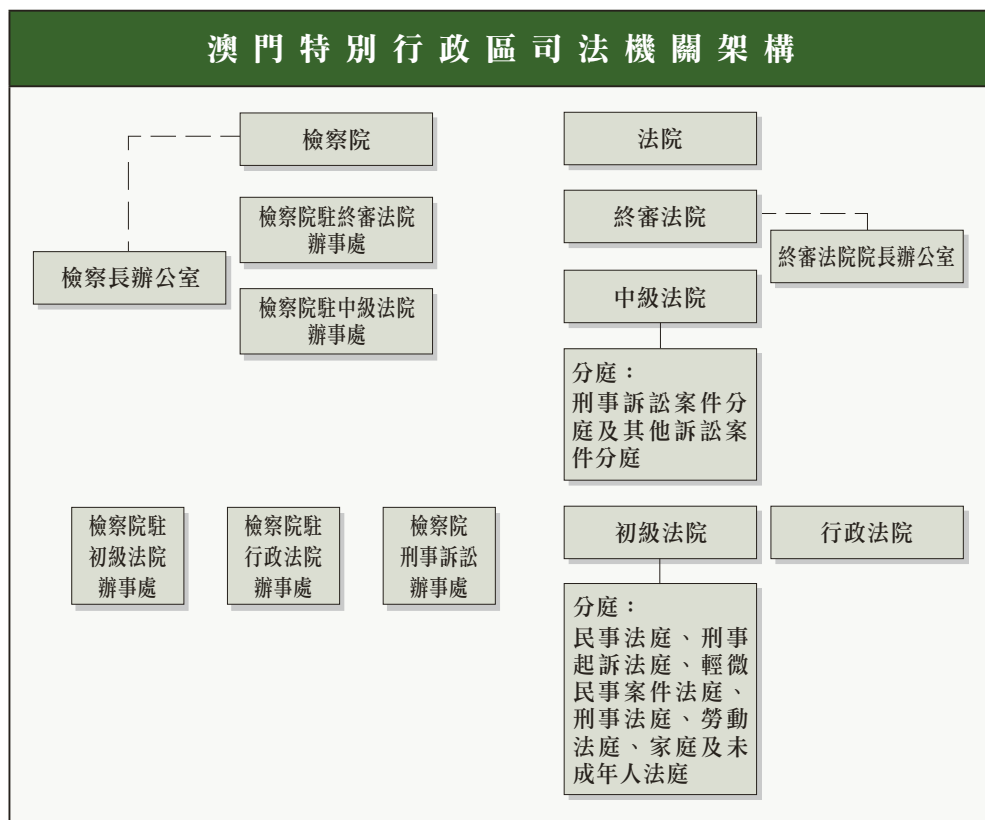 澳門特別行政區司法機關架構
檢察院
檢察院駐終審法院
辦事處
檢察長辦公室
檢察院駐中級法院
辦事處
法院
終審法院
終審法院院長辦公室
中級法院
分庭：
刑事訴訟案件分
庭及其他訴訟案
件分庭
檢察院駐
初級法院
辦事處
檢察院駐
行政法院
辦事處
檢察院
刑事訴訟
辦事處
初級法院
行政法院
分庭：
民事法庭、刑事
起訴法庭、輕微
民事案件法庭、
刑事法庭、勞動
法庭、家庭及未
成年人法庭